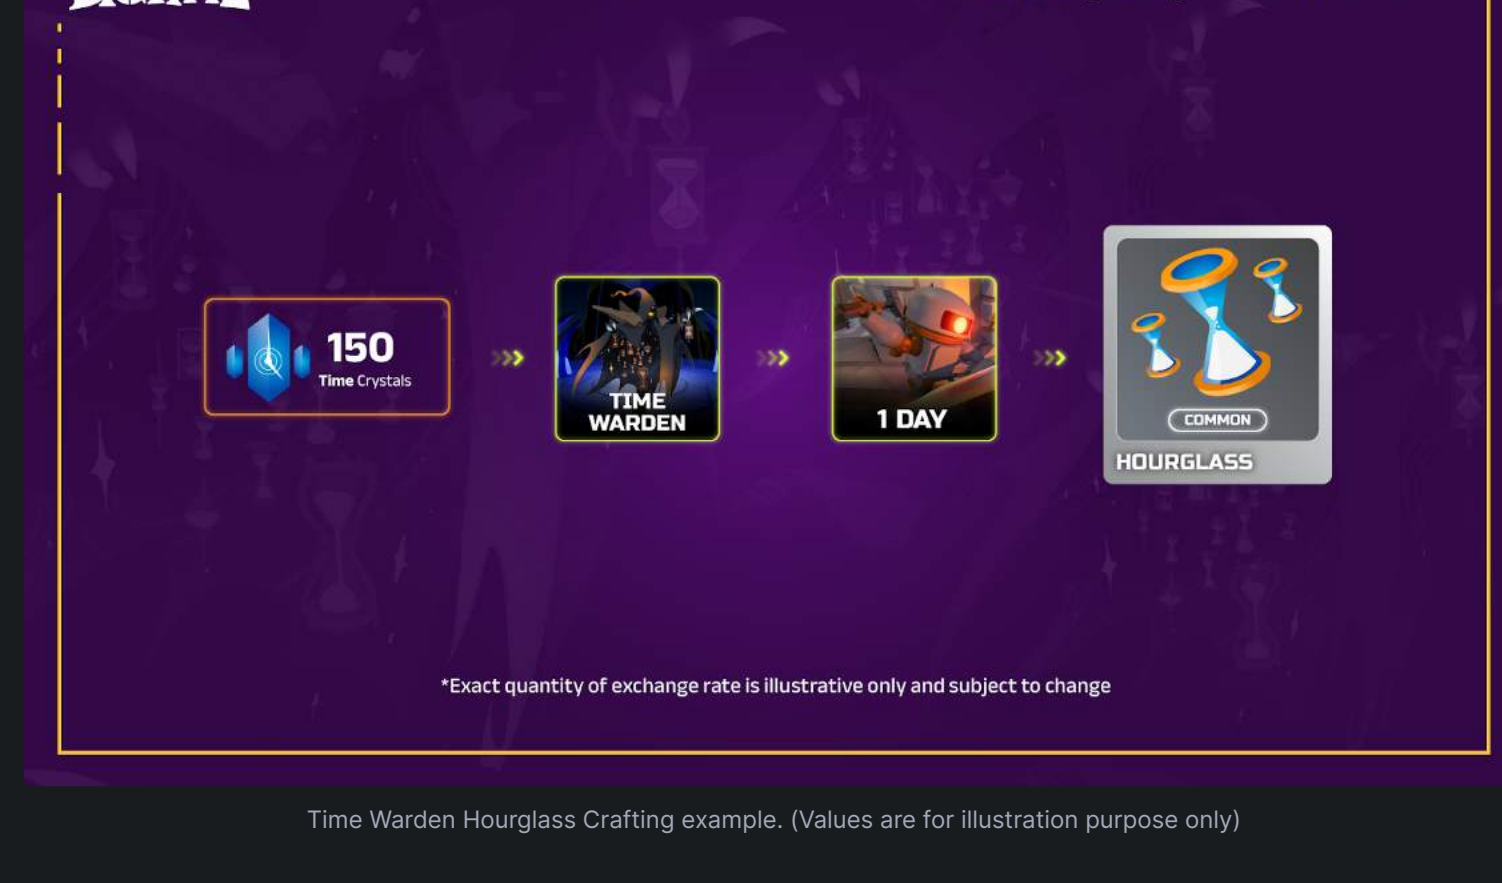 150
Time Crystals
TIME
WARDEN
1 DAY
COMMON
HOURGLASS
*Exact quantity of exchange rate is illustrative only and subject to change
Time Warden Hourglass Crafting example. (Values are for illustration purpose only)